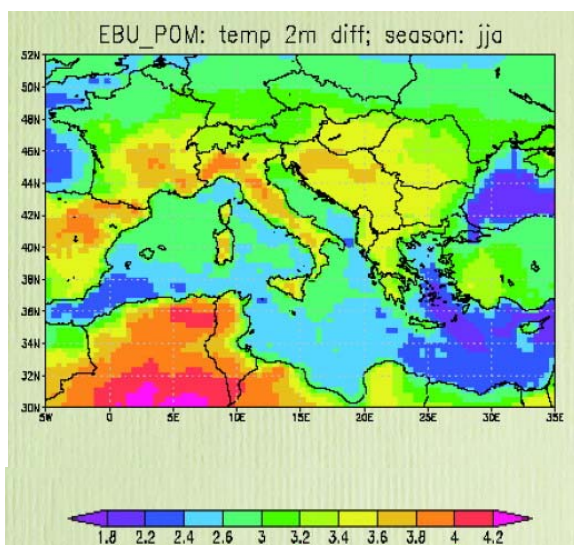 EBU_POM: temp 2m diff; season: jja
52N
50N
48N
46N
44N
42N
40N
38N
36N
34N
32N
30N
5W 0 5E 10E 15E 20E 25E 30E 35E
1.8 2.2 2.4 2.6 3 3.2 3.4 3.6 3.8 4 4.2